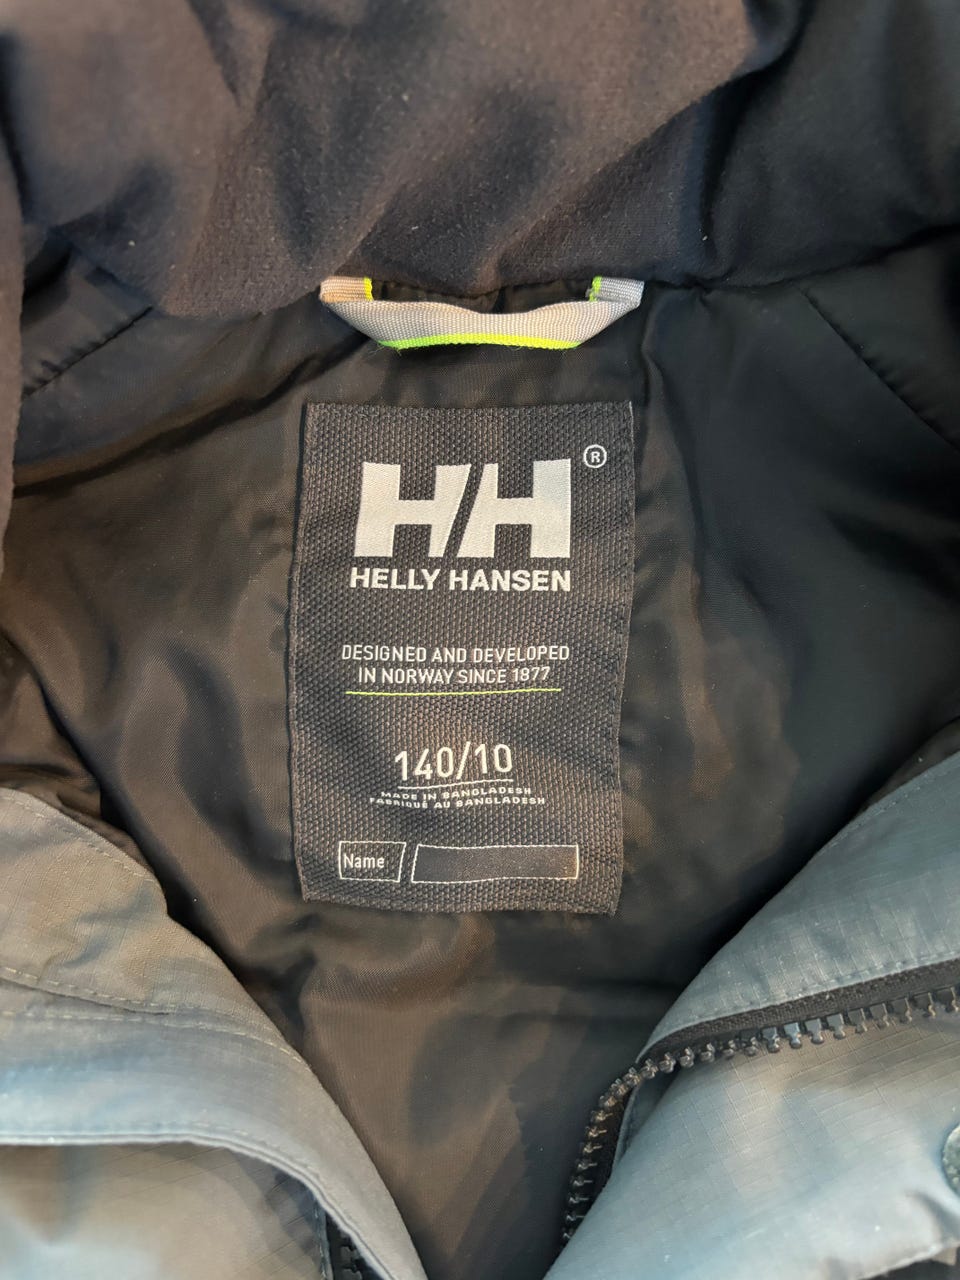 HH®
HELLY HANSEN
DESIGNED AND DEVELOPED
IN NORWAY SINCE 1877
140/10
MADE IN BANGLADESH
FABRIQUÉ AU BANGLADESH
Name